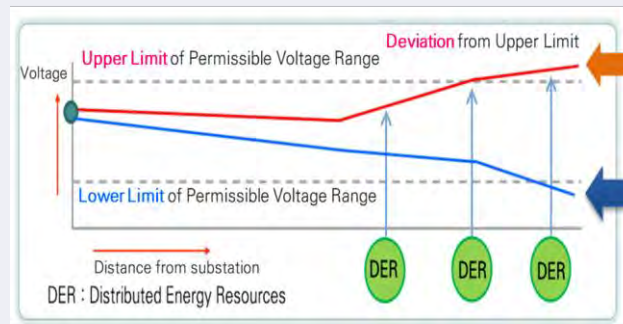 Deviation from Upper Limit
Upper Limit of Permissible Voltage Range
Voltage
Lower Limit of Permissible Voltage Range
Distance from substation
DER
DER
DER
DER : Distributed Energy Resources